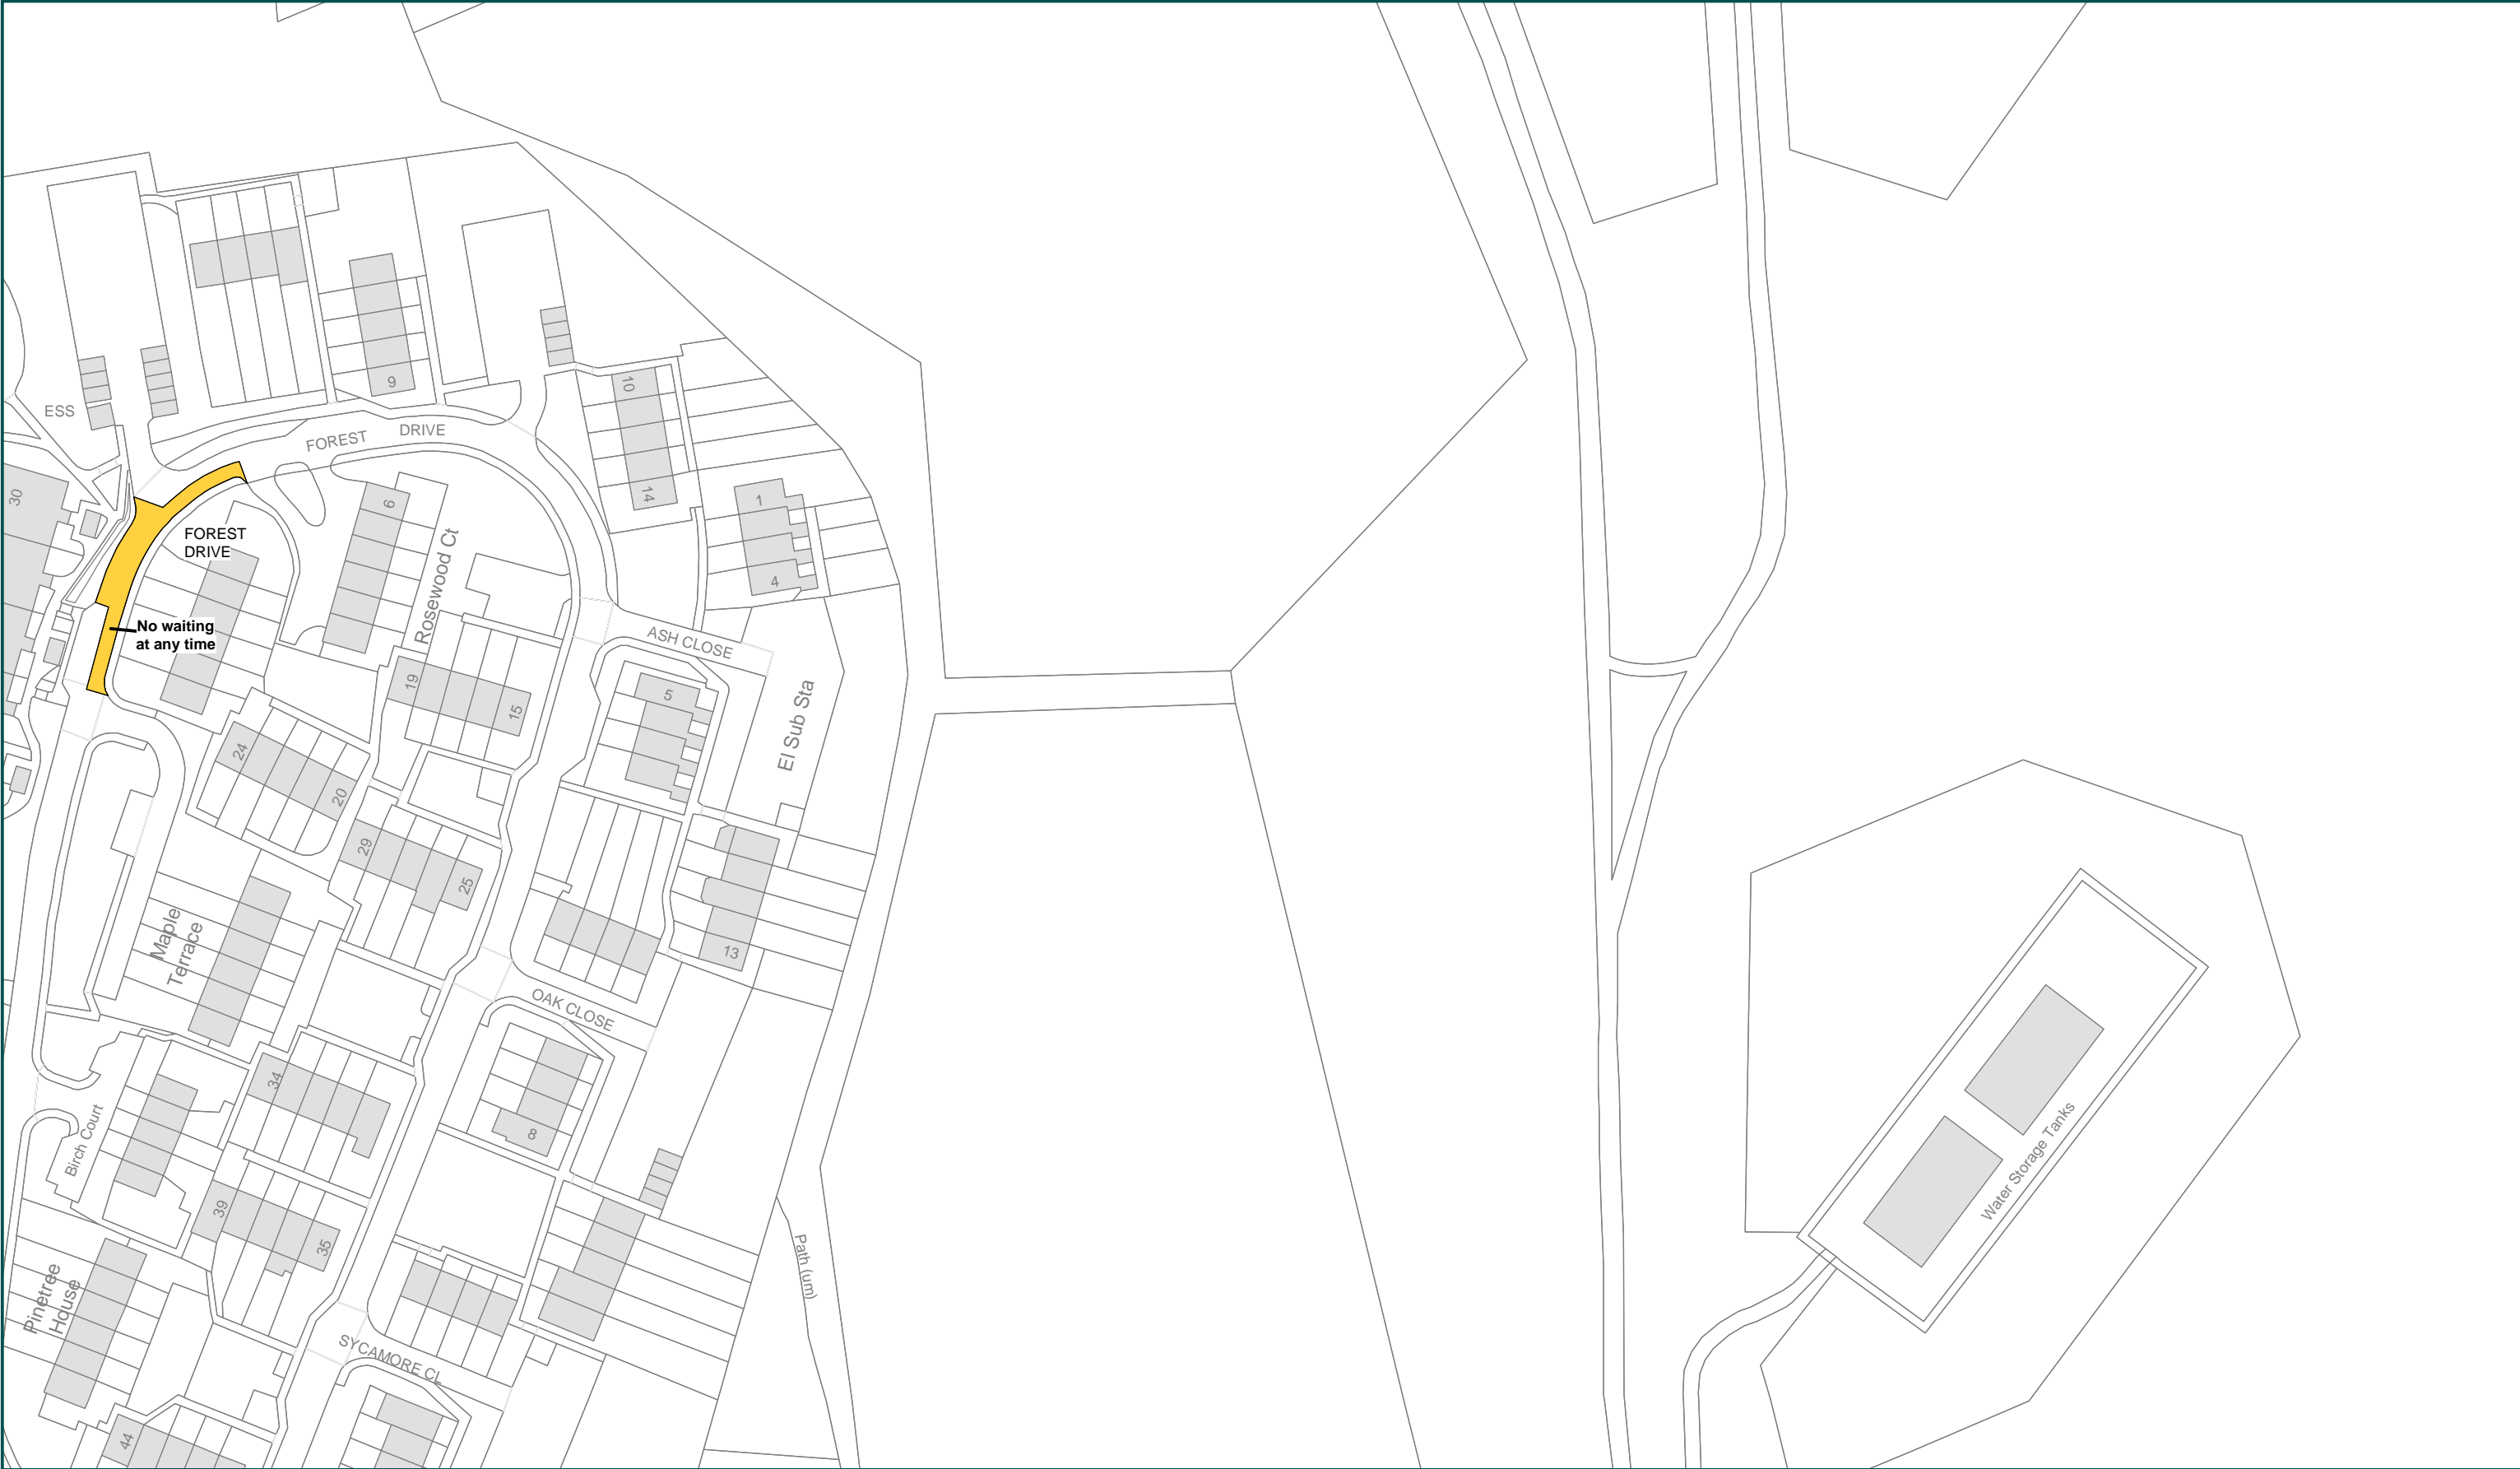 9
10
ESS
FOREST DRIVE
30
6
14
1
FOREST
DRIVE
Rosewood Ct
4
No waiting
at any time
ASH CLOSE
19
5
15
El Sub Sta
24
20
29
25
Maple
Terrace
13
OAK CLOSE
34
Birch Court
8
Water Storage Tanks
39
35
Path (um)
Pinetree
House
SYCAMORE CL
44